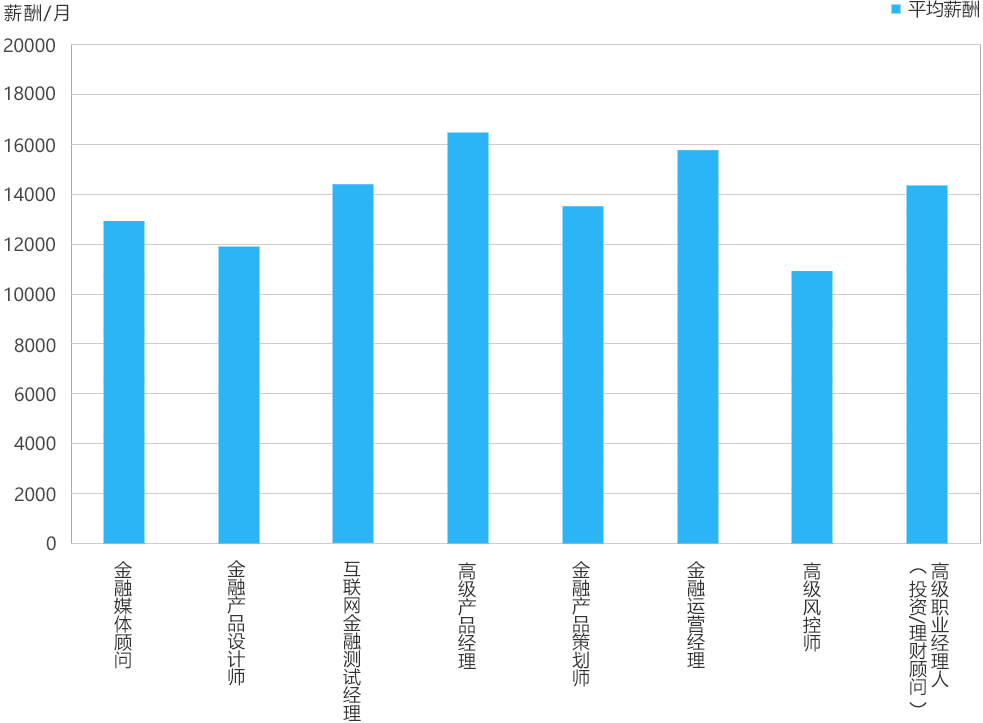 薪酬/月
平均薪酬
20000
18000
16000
14000
12000
10000
8000
6000
4000
2000
0
金融媒体顾问
金融产品设计师
互联网金融测试经理
高级产品经理
金融产品策划师
金融运营经理
高级风控师
高级职业经理人
（投资/理财顾问）